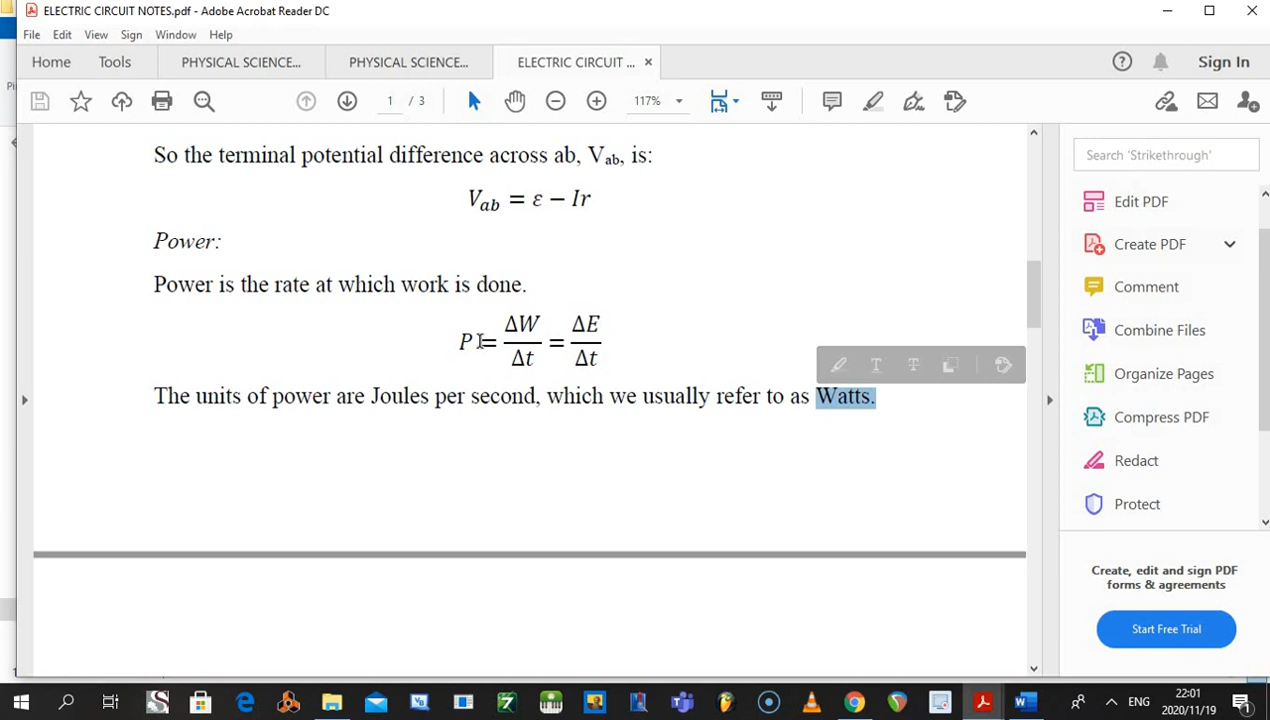 ELECTRIC CIRCUIT NOTES.pdf - Adobe Acrobat Reader DC
File Edit View Sign Window Help
Home Tools PHYSICAL SCIENCE... PHYSICAL SCIENCE... ELECTRIC CIRCUIT ... × Sign In
1 / 3 117%
So the terminal potential difference across ab, Vab, is:
Vab = ε − Ir
Power:
Power is the rate at which work is done.
P = ΔW/Δt = ΔE/Δt
The units of power are Joules per second, which we usually refer to as Watts.
Search 'Strikethrough'
Edit PDF
Create PDF
Comment
Combine Files
Organize Pages
Compress PDF
Redact
Protect
Create, edit and sign PDF
forms & agreements
Start Free Trial
ENG
22:01
2020/11/19
1